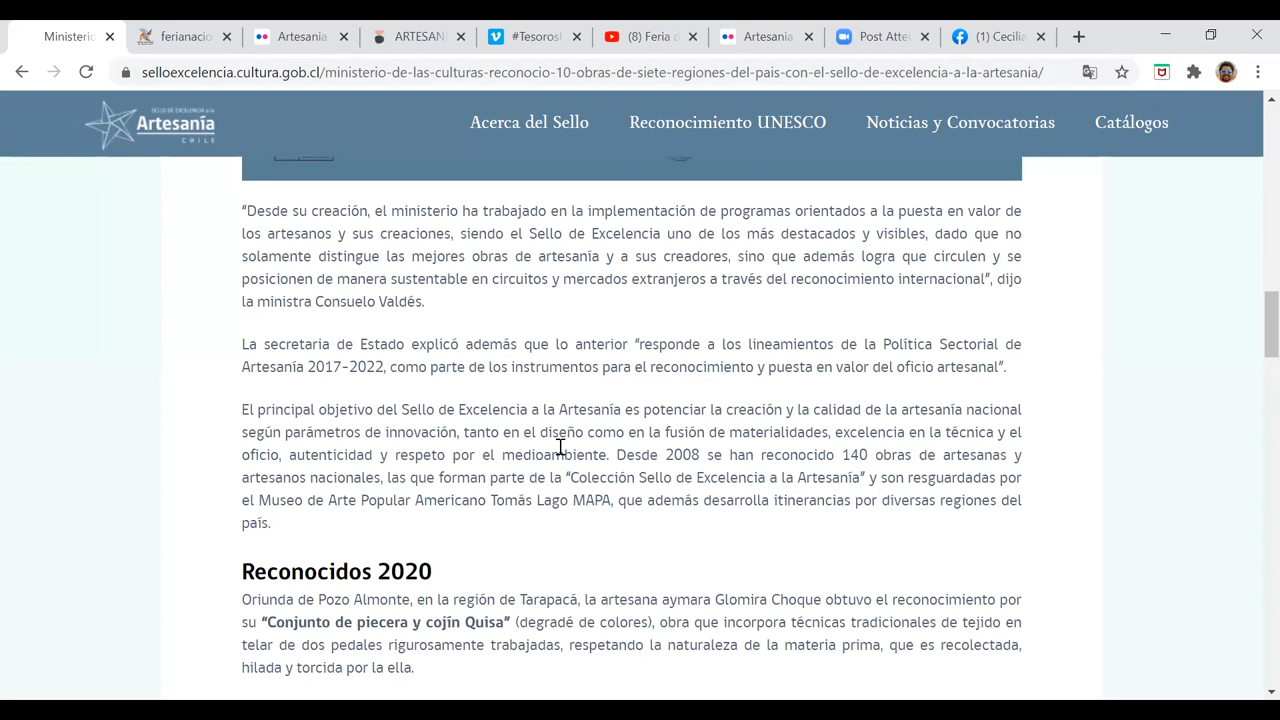 Ministerio
ferianacio
Artesania
ARTESAN
#Tesorosl
(8) Feria d
Artesania.
Post Atter
(1) Cecilia
selloexcelencia.cultura.gob.cl/ministerio-de-las-culturas-reconocio-10-obras-de-siete-regiones-del-pais-con-el-sello-de-excelencia-a-la-artesania/
SELLO DE EXCELENCIA a la
Artesanía
CHILE
Acerca del Sello
Reconocimiento UNESCO
Noticias y Convocatorias
Catálogos
“Desde su creación, el ministerio ha trabajado en la implementación de programas orientados a la puesta en valor de
los artesanos y sus creaciones, siendo el Sello de Excelencia uno de los más destacados y visibles, dado que no
solamente distingue las mejores obras de artesanía y a sus creadores, sino que además logra que circulen y se
posicionen de manera sustentable en circuitos y mercados extranjeros a través del reconocimiento internacional”, dijo
la ministra Consuelo Valdés.
La secretaria de Estado explicó además que lo anterior “responde a los lineamientos de la Política Sectorial de
Artesanía 2017-2022, como parte de los instrumentos para el reconocimiento y puesta en valor del oficio artesanal”.
El principal objetivo del Sello de Excelencia a la Artesanía es potenciar la creación y la calidad de la artesanía nacional
según parámetros de innovación, tanto en el diseño como en la fusión de materialidades, excelencia en la técnica y el
oficio, autenticidad y respeto por el medioambiente. Desde 2008 se han reconocido 140 obras de artesanas y
artesanos nacionales, las que forman parte de la “Colección Sello de Excelencia a la Artesanía” y son resguardadas por
el Museo de Arte Popular Americano Tomás Lago MAPA, que además desarrolla itinerancias por diversas regiones del
país.
Reconocidos 2020
Oriunda de Pozo Almonte, en la región de Tarapacá, la artesana aymara Glomira Choque obtuvo el reconocimiento por
su “Conjunto de piecera y cojín Quisa” (degradé de colores), obra que incorpora técnicas tradicionales de tejido en
telar de dos pedales rigurosamente trabajadas, respetando la naturaleza de la materia prima, que es recolectada,
hilada y torcida por la ella.